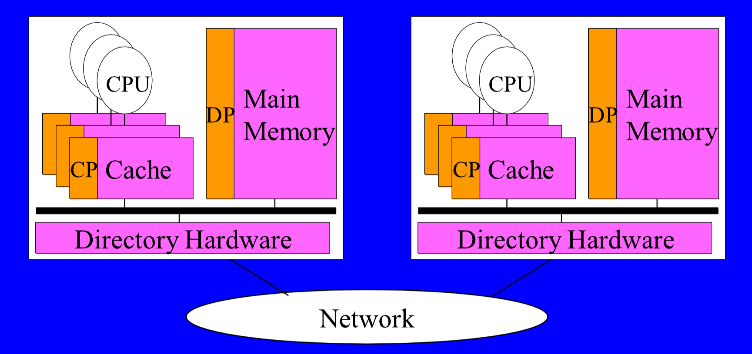 CPU
DP
Main
Memory
CP
Cache
Directory Hardware
CPU
DP
Main
Memory
CP
Cache
Directory Hardware
Network